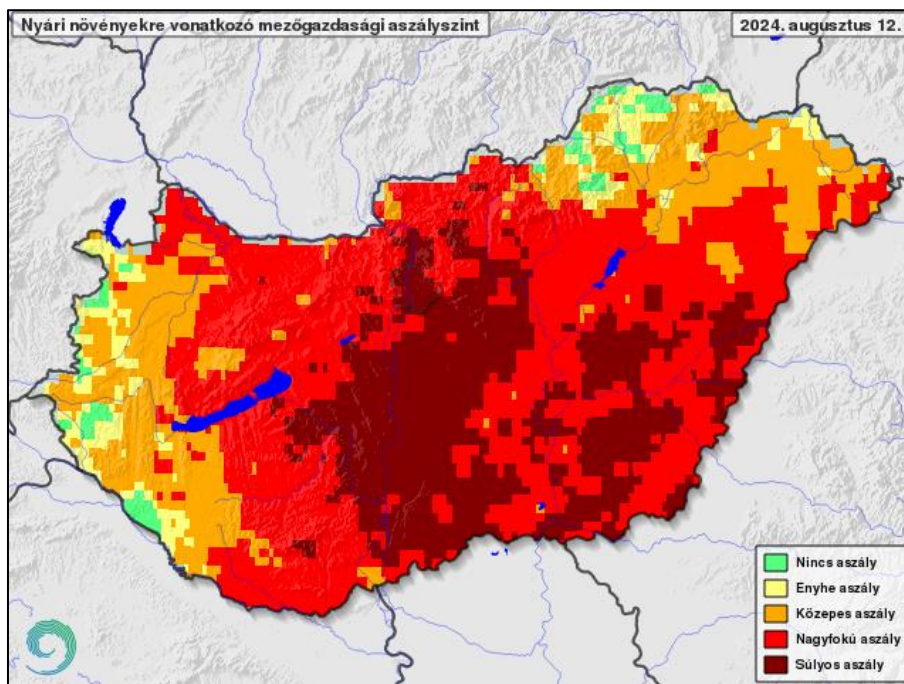 Nyári növényekre vonatkozó mezőgazdasági aszályszint
2024. augusztus 12.
Nincs aszály
Enyhe aszály
Közepes aszály
Nagyfokú aszály
Súlyos aszály